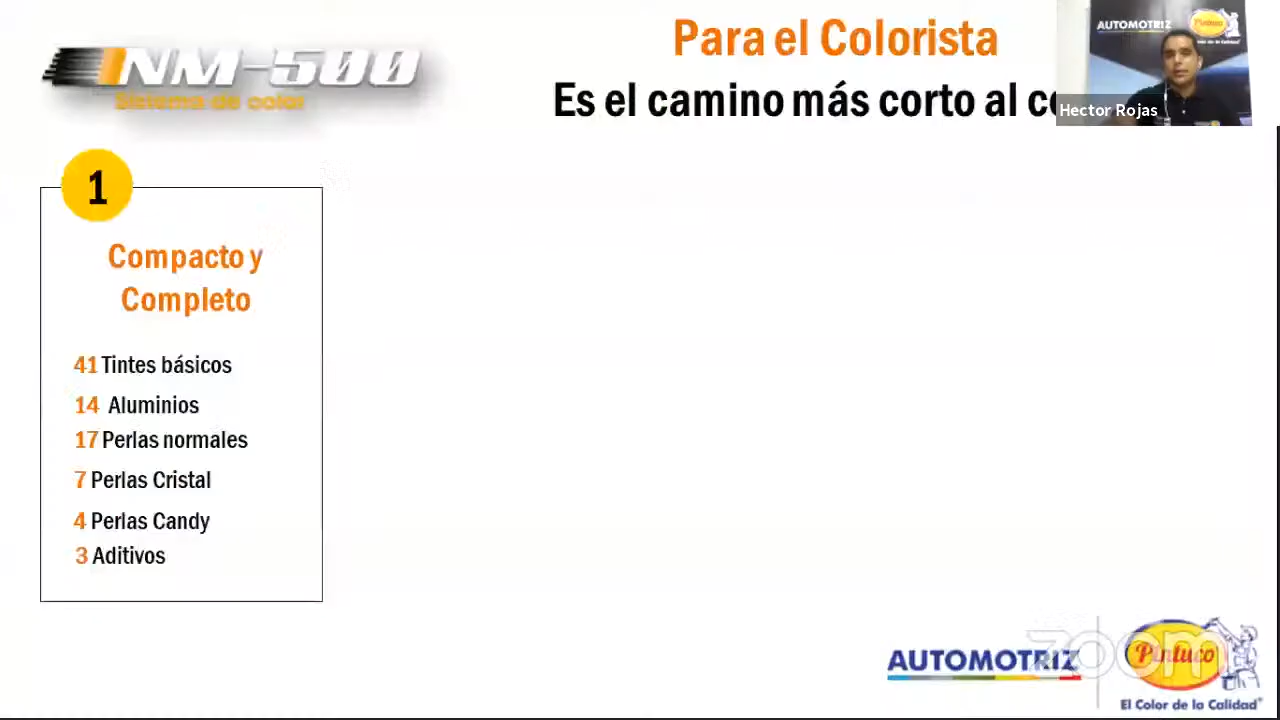 NM-500
Sistema de color
Para el Colorista
Es el camino más corto al
AUTOMOTRIZ
Pintuco
Hector Rojas
1
Compacto y
Completo
41 Tintes básicos
14 Aluminios
17 Perlas normales
7 Perlas Cristal
4 Perlas Candy
3 Aditivos
zoom
AUTOMOTRIZ
Pintuco
El Color de la Calidad